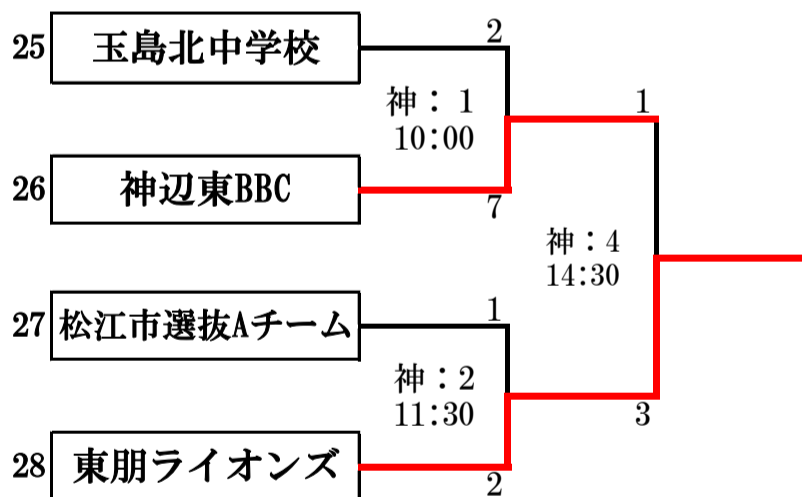 25 玉島北中学校
2
神：1
10:00
26 神辺東BBC
7
1
神：4
14:30
27 松江市選抜Aチーム
1
神：2
11:30
3
28 東朋ライオンズ
2